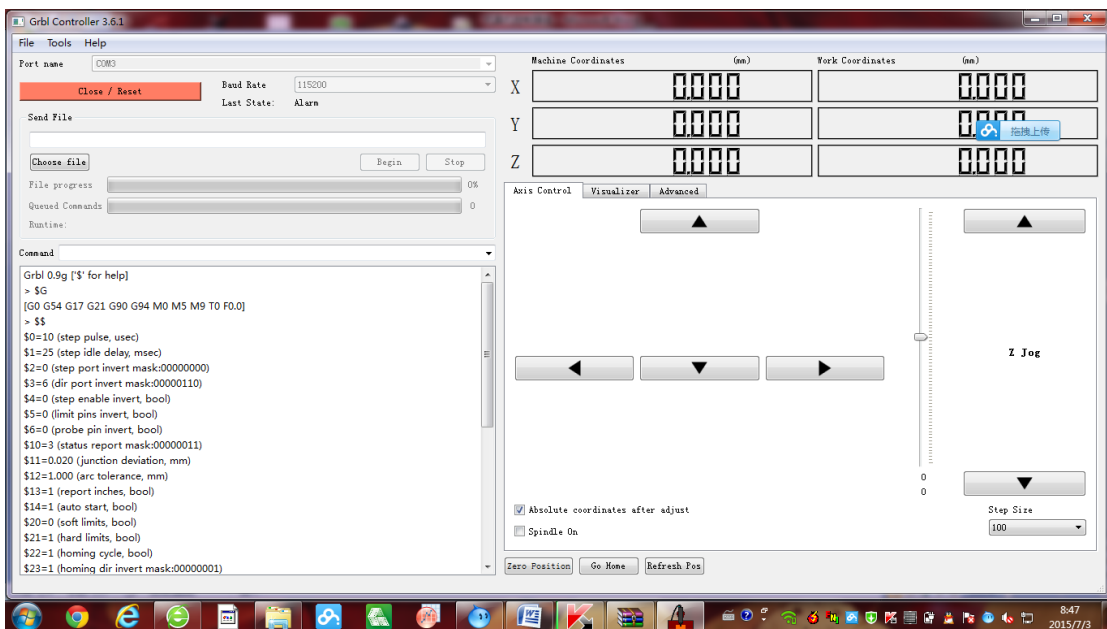 Grbl Controller 3.6.1
File Tools Help
Port name COM3
Close / Reset
Baud Rate 115200
Last State: Alarm
Send File
Choose file Begin Stop
File progress 0%
Queued Commands 0
Runtime:
Command
Grbl 0.9g ['$' for help]
> $G
[G0 G54 G17 G21 G90 G94 M0 M5 M9 T0 F0.0]
> $$
$0=10 (step pulse, usec)
$1=25 (step idle delay, msec)
$2=0 (step port invert mask:00000000)
$3=6 (dir port invert mask:00000110)
$4=0 (step enable invert, bool)
$5=0 (limit pins invert, bool)
$6=0 (probe pin invert, bool)
$10=3 (status report mask:00000011)
$11=0.020 (junction deviation, mm)
$12=1.000 (arc tolerance, mm)
$13=1 (report inches, bool)
$14=1 (auto start, bool)
$20=0 (soft limits, bool)
$21=1 (hard limits, bool)
$22=1 (homing cycle, bool)
$23=1 (homing dir invert mask:00000001)
Machine Coordinates (mm) Work Coordinates (mm)
X 0.000 0.000
Y 0.000 0.000
拖拽上传
Z 0.000 0.000
Axis Control Visualizer Advanced
Z Jog
0
0
Absolute coordinates after adjust
Spindle On
Step Size
100
Zero Position Go Home Refresh Pos
8:47
2015/7/3